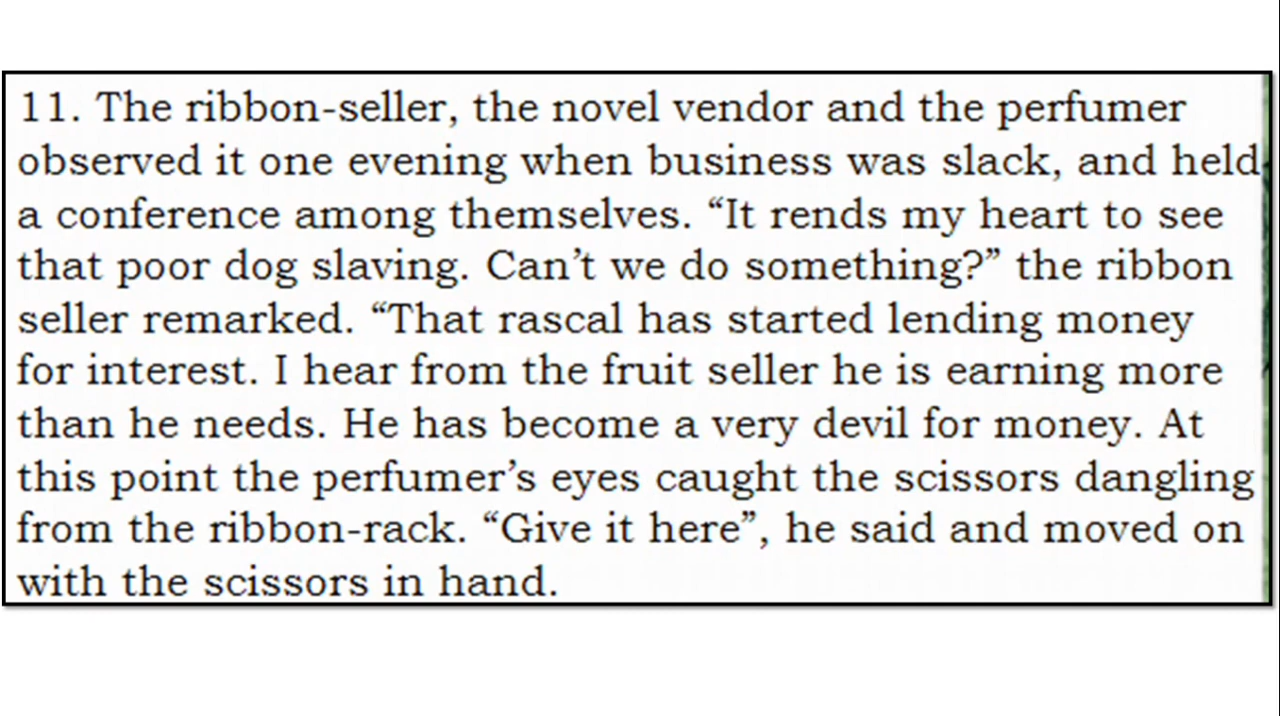 11. The ribbon-seller, the novel vendor and the perfumer
observed it one evening when business was slack, and held
a conference among themselves. “It rends my heart to see
that poor dog slaving. Can’t we do something?” the ribbon
seller remarked. “That rascal has started lending money
for interest. I hear from the fruit seller he is earning more
than he needs. He has become a very devil for money. At
this point the perfumer’s eyes caught the scissors dangling
from the ribbon-rack. “Give it here”, he said and moved on
with the scissors in hand.